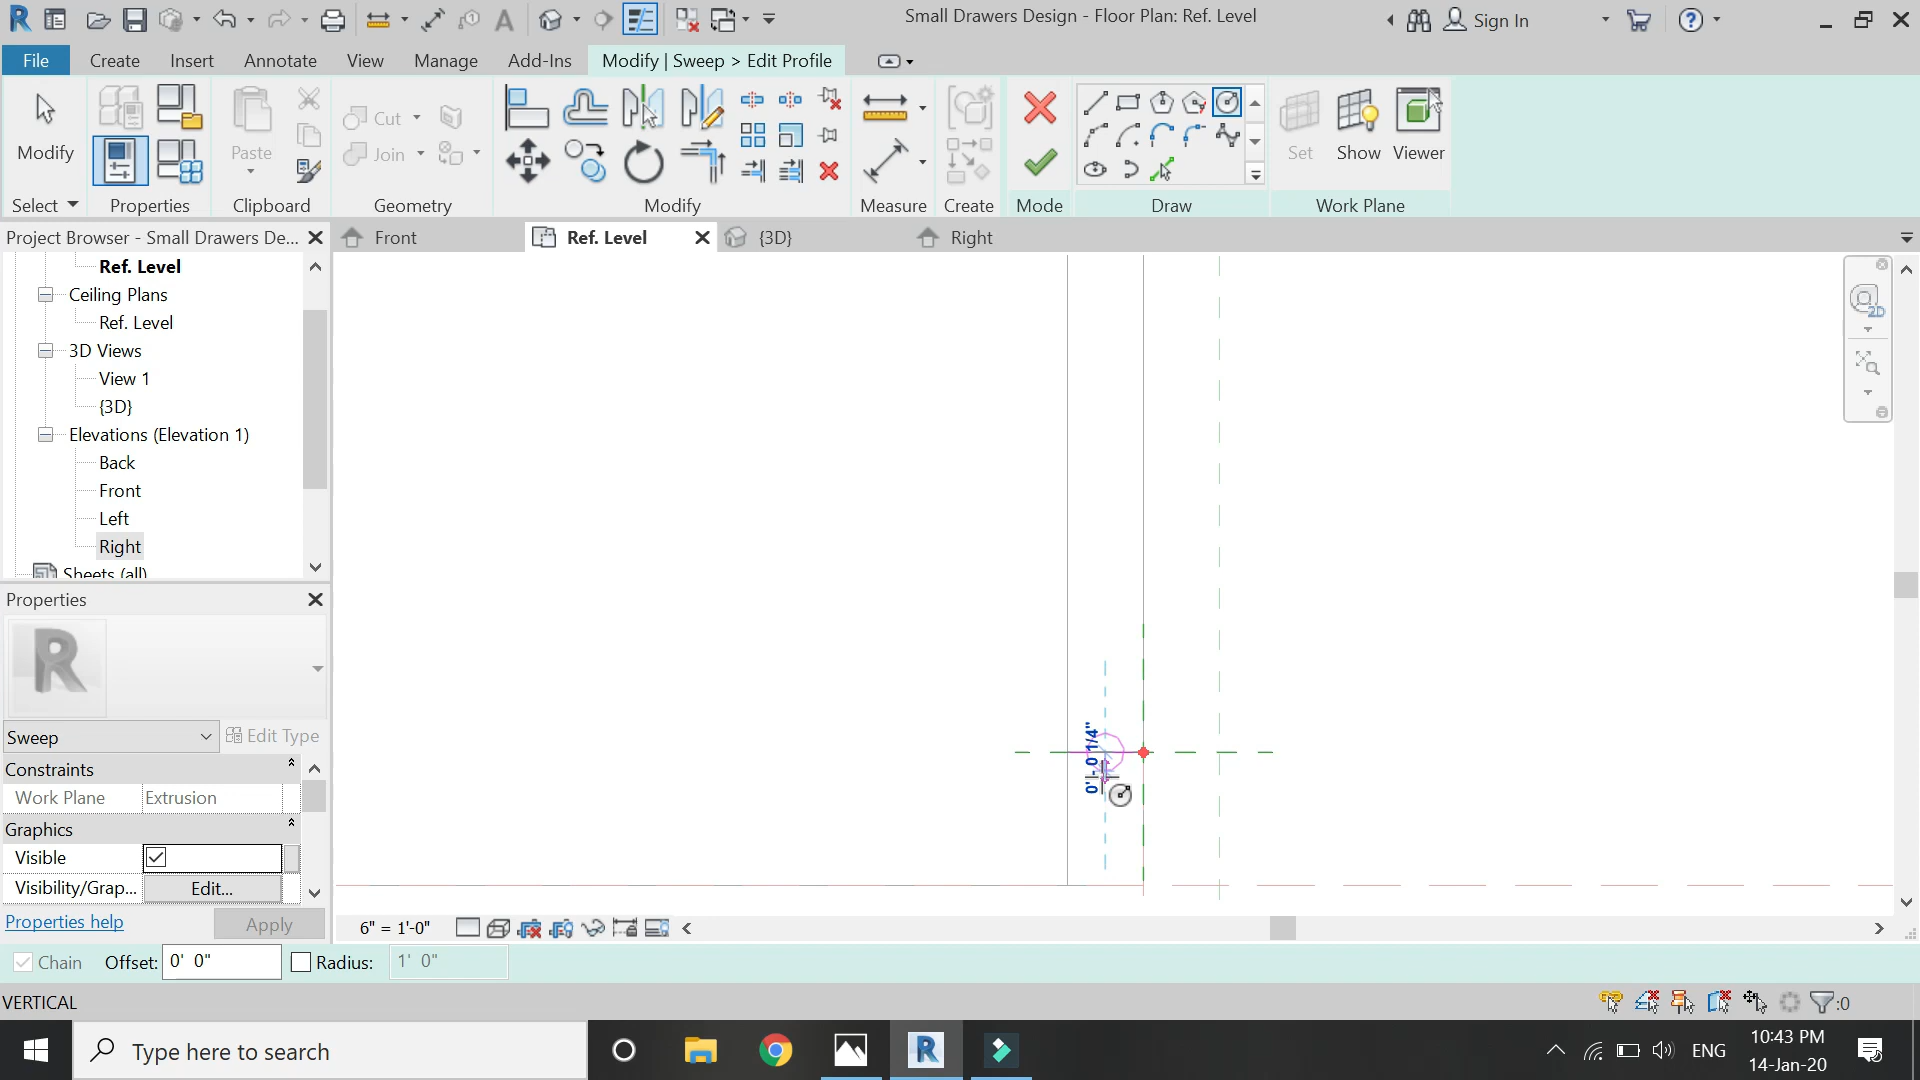 Small Drawers Design - Floor Plan: Ref. Level
Sign In
File
Create
Insert
Annotate
View
Manage
Add-Ins
Modify | Sweep > Edit Profile
Modify
Paste
Cut
Join
Set
Show
Viewer
Select
Properties
Clipboard
Geometry
Modify
Measure
Create
Mode
Draw
Work Plane
Project Browser - Small Drawers De...
Front
Ref. Level
{3D}
Right
Ref. Level
Ceiling Plans
Ref. Level
3D Views
View 1
{3D}
Elevations (Elevation 1)
Back
Front
Left
Right
Sheets (all)
2D
0' - 0 1/4"
Properties
Sweep
Edit Type
Constraints
Work Plane
Extrusion
Graphics
Visible
Visibility/Grap...
Edit...
Properties help
Apply
6" = 1'-0"
Chain
Offset:
0' 0"
Radius:
1' 0"
VERTICAL
:0
Type here to search
ENG
10:43 PM
14-Jan-20